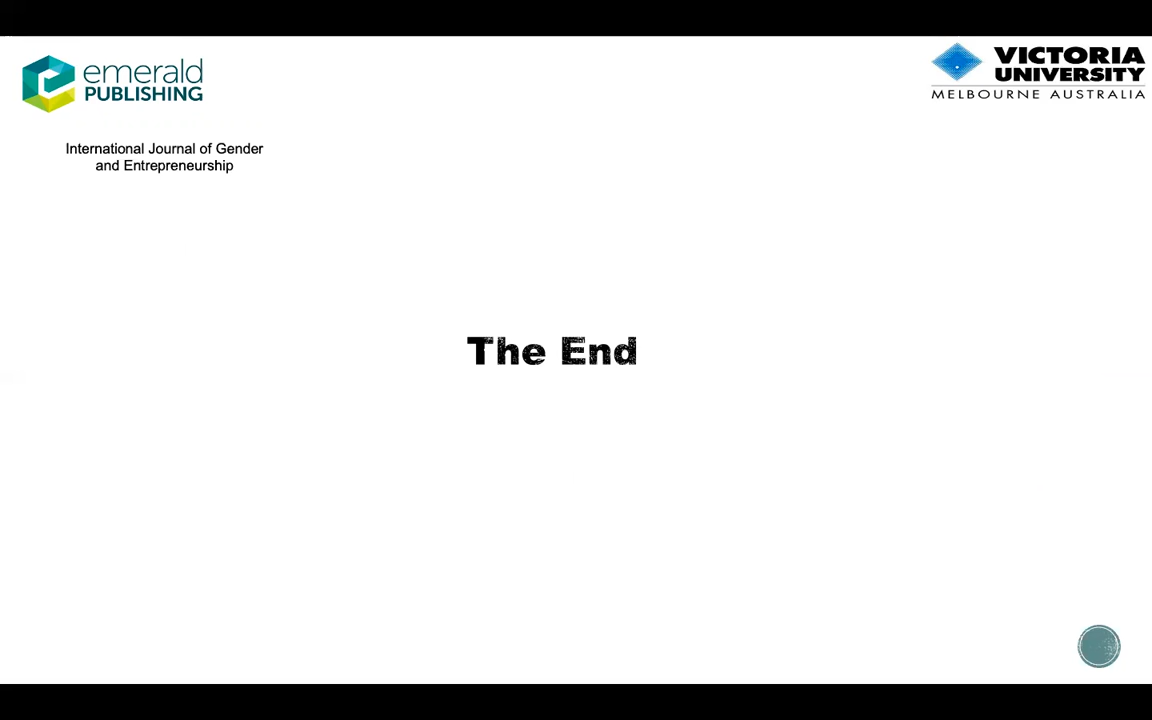 emerald
PUBLISHING
VICTORIA
UNIVERSITY
MELBOURNE AUSTRALIA
International Journal of Gender
and Entrepreneurship
The End